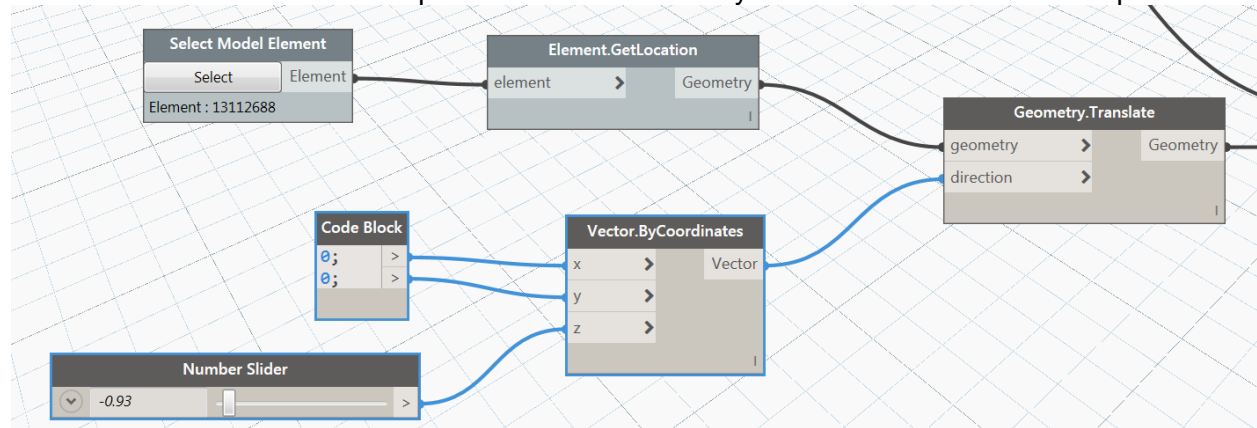 Select Model Element
Select
Element
Element : 13112688
Element.GetLocation
element >
Geometry
I
Geometry.Translate
geometry >
Geometry
direction >
I
Code Block
0; >
0; >
Vector.ByCoordinates
x >
Vector
y >
z >
I
Number Slider
-0.93 >